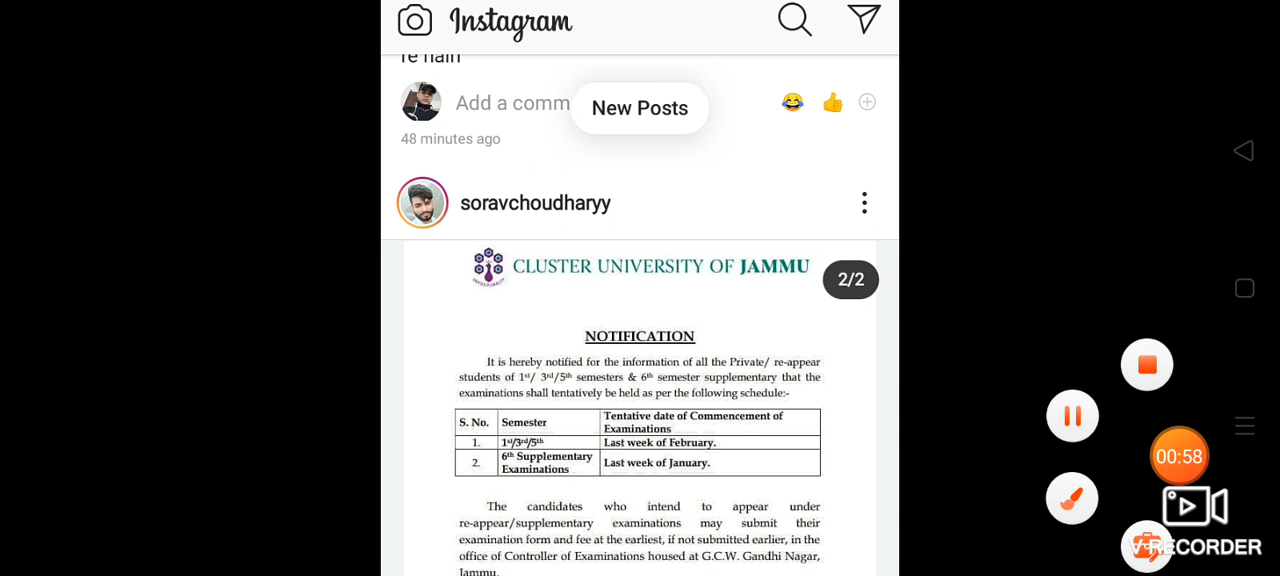 Instagram
re hain
Add a comm
New Posts
48 minutes ago
soravchoudharyy
CLUSTER UNIVERSITY OF JAMMU
2/2
NOTIFICATION
It is hereby notified for the information of all the Private/ re-appear
students of 1st/ 3rd/5th semesters & 6th semester supplementary that the
examinations shall tentatively be held as per the following schedule:-
S. No. Semester Tentative date of Commencement of
Examinations
1. 1st/3rd/5th Last week of February.
2. 6th Supplementary Examinations Last week of January.
The candidates who intend to appear under
re-appear/supplementary examinations may submit their
examination form and fee at the earliest, if not submitted earlier, in the
office of Controller of Examinations housed at G.C.W. Gandhi Nagar,
Jammu.
00:58
V-RECORDER